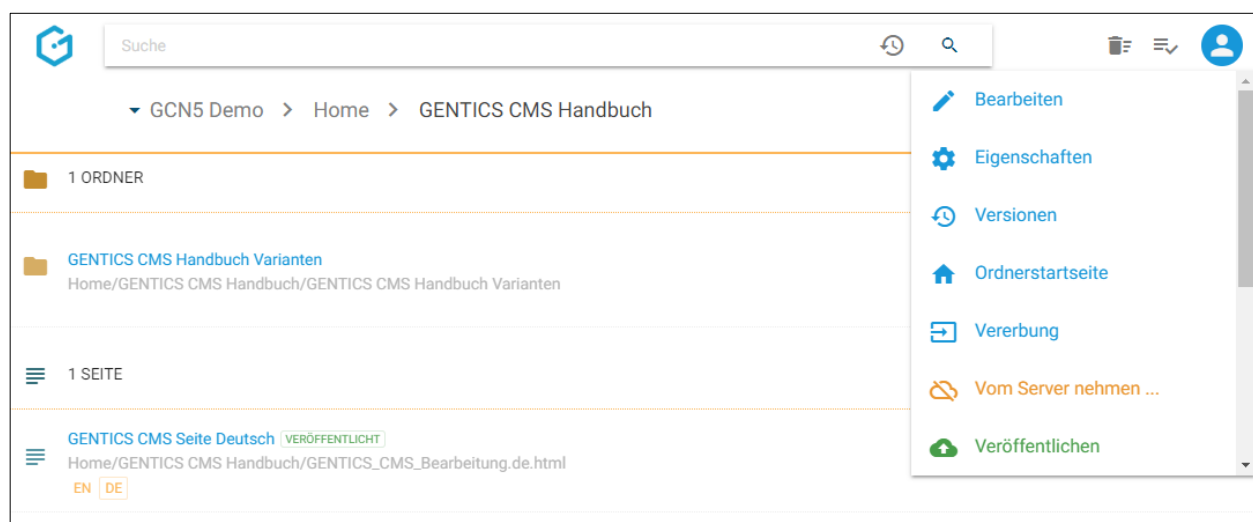 Suche
GCN5 Demo > Home > GENTICS CMS Handbuch
1 ORDNER
GENTICS CMS Handbuch Varianten
Home/GENTICS CMS Handbuch/GENTICS CMS Handbuch Varianten
1 SEITE
GENTICS CMS Seite Deutsch VERÖFFENTLICHT
Home/GENTICS CMS Handbuch/GENTICS_CMS_Bearbeitung.de.html
EN DE
Bearbeiten
Eigenschaften
Versionen
Ordnerstartseite
Vererbung
Vom Server nehmen ...
Veröffentlichen